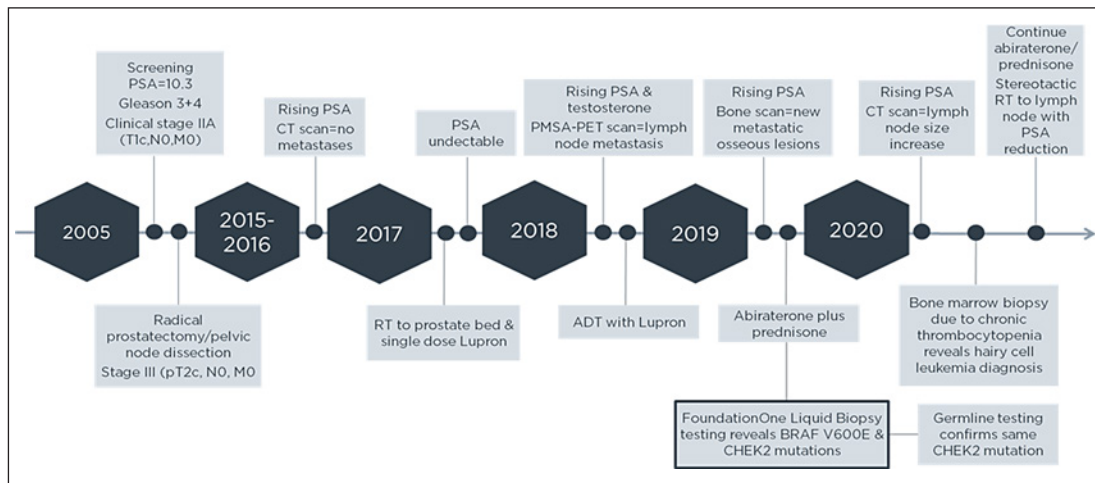 Screening
PSA=10.3
Gleason 3+4
Clinical stage IIA
(T1c,N0,M0)
Rising PSA
CT scan=no
metastases
PSA
undectable
Rising PSA &
testosterone
PMSA-PET scan=lymph
node metastasis
Rising PSA
Bone scan=new
metastatic
osseous lesions
Rising PSA
CT scan=lymph
node size
increase
Continue
abiraterone/
prednisone
Stereotactic
RT to lymph
node with
PSA
reduction
2005
2015-
2016
2017
2018
2019
2020
Radical
prostatectomy/pelvic
node dissection
Stage III (pT2c, N0, M0
RT to prostate bed &
single dose Lupron
ADT with Lupron
Abiraterone plus
prednisone
Bone marrow biopsy
due to chronic
thrombocytopenia
reveals hairy cell
leukemia diagnosis
FoundationOne Liquid Biopsy
testing reveals BRAF V600E &
CHEK2 mutations
Germline testing
confirms same
CHEK2 mutation